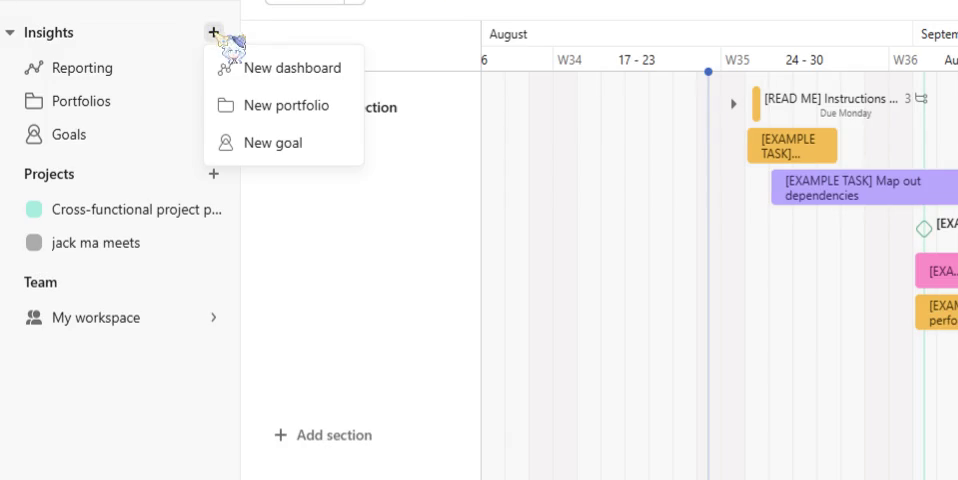 Insights
Reporting
Portfolios
Goals
Projects
Cross-functional project p...
jack ma meets
Team
My workspace
New dashboard
New portfolio
New goal
ction
Add section
August
Septem
6
W34
17 - 23
W35
24 - 30
W36
Au
[READ ME] Instructions ...
3
Due Monday
[EXAMPLE
TASK]...
[EXAMPLE TASK] Map out
dependencies
[EXA
[EXA...
[EXAM
perfo